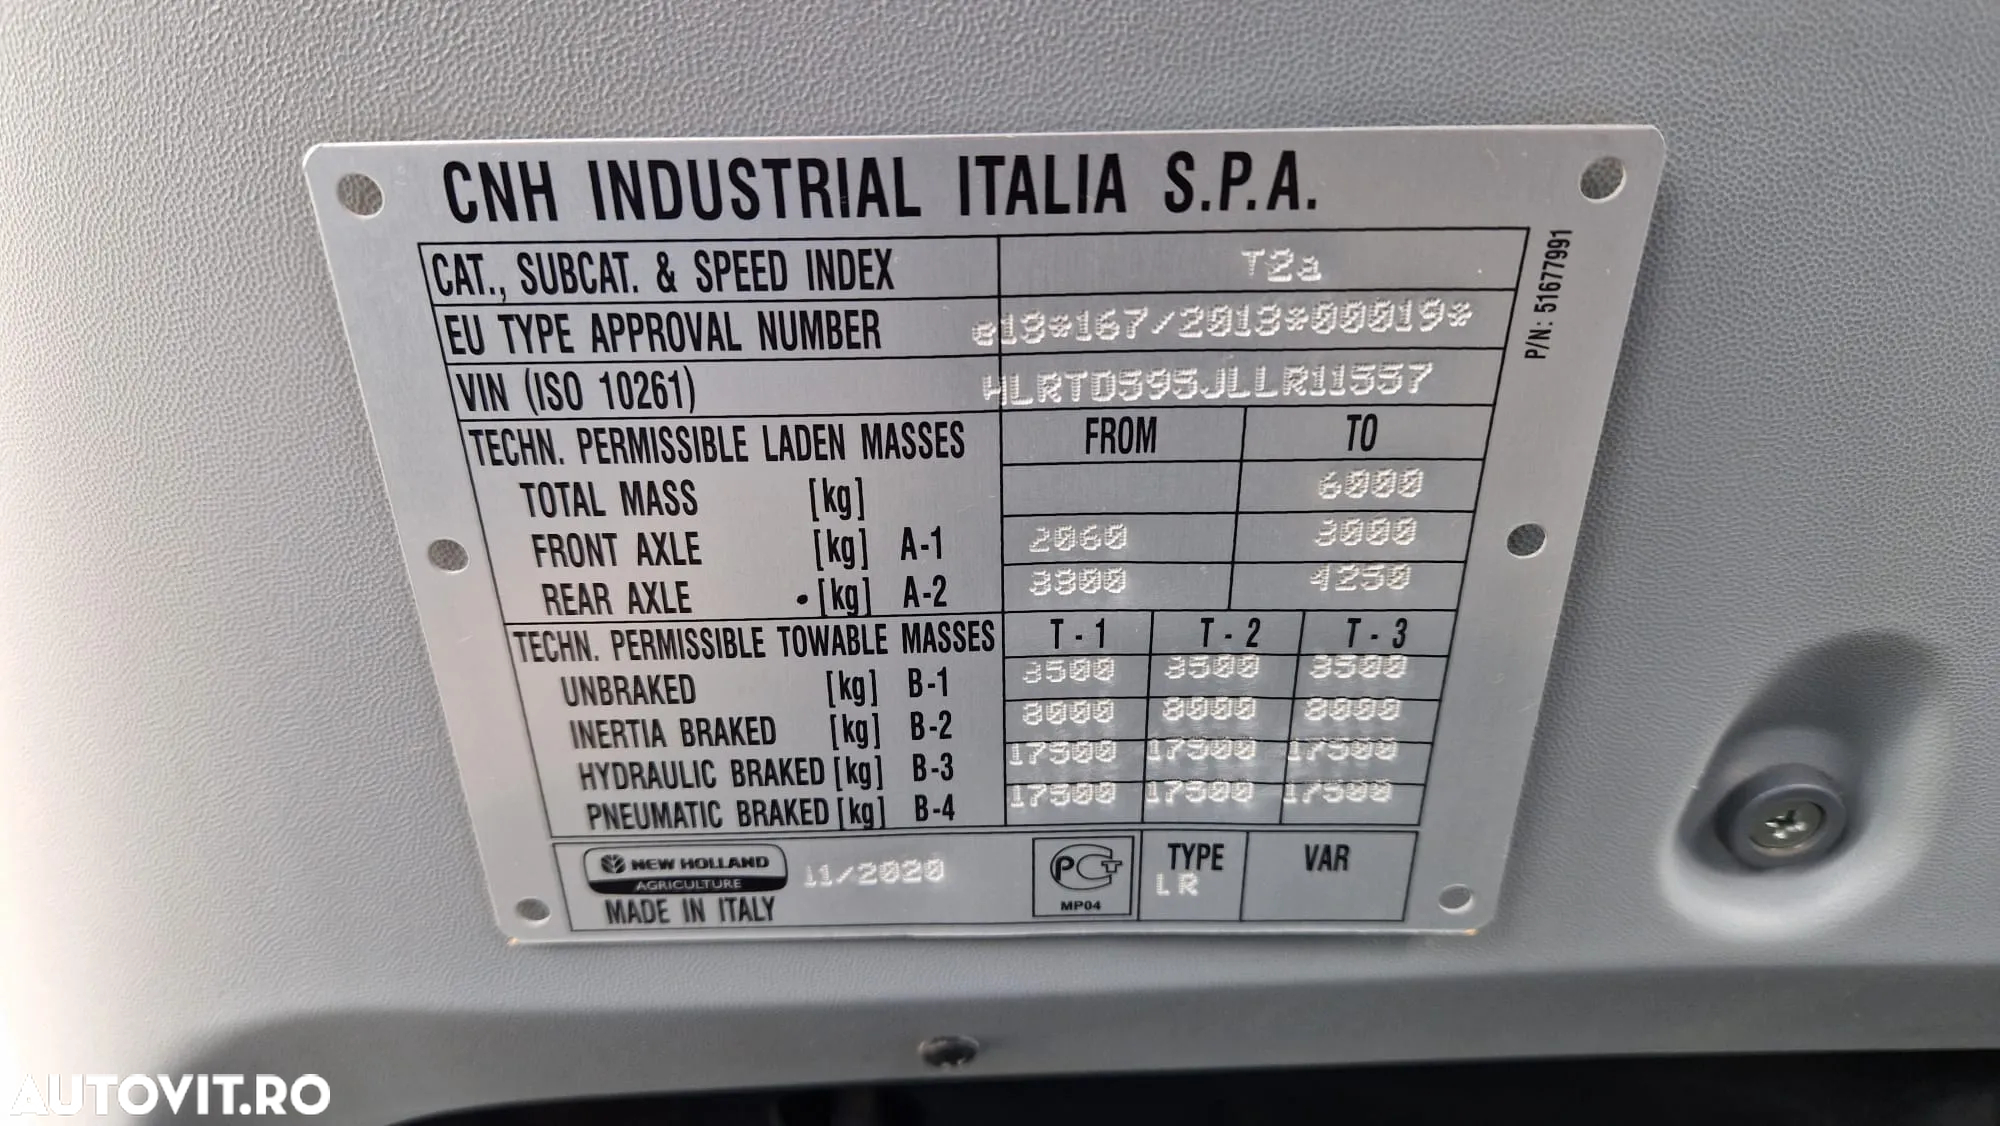 CNH INDUSTRIAL ITALIA S.P.A.
CAT., SUBCAT. & SPEED INDEX T2a
EU TYPE APPROVAL NUMBER e13*167/2013*00019*
VIN (ISO 10261) HLRTD595JLLR11557
TECHN. PERMISSIBLE LADEN MASSES FROM TO
TOTAL MASS [kg] 6000
FRONT AXLE [kg] A-1 2060 3000
REAR AXLE [kg] A-2 3300 4250
TECHN. PERMISSIBLE TOWABLE MASSES T-1 T-2 T-3
UNBRAKED [kg] B-1 3500 3500 3500
INERTIA BRAKED [kg] B-2 8000 8000 8000
HYDRAULIC BRAKED [kg] B-3 17500 17500 17500
PNEUMATIC BRAKED [kg] B-4 17500 17500 17500
NEW HOLLAND
AGRICULTURE
MADE IN ITALY
11/2020
PCT
MP04
TYPE
LR
VAR
P/N: 51677991
AUTOVIT.RO